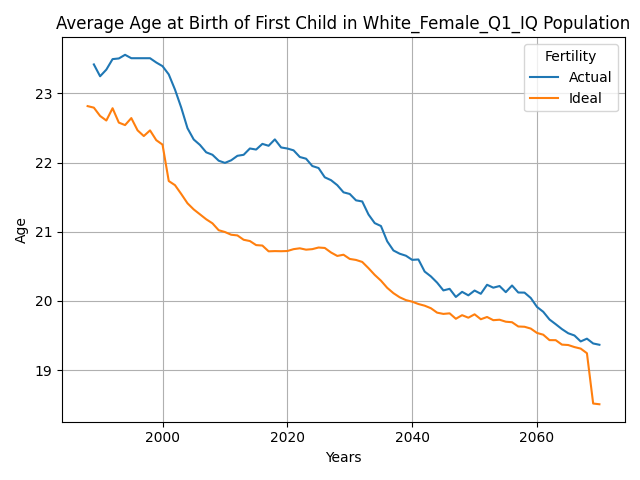 Average Age at Birth of First Child in White_Female_Q1_IQ Population
Fertility
Actual
Ideal
Age
23
22
21
20
19
2000
2020
2040
2060
Years